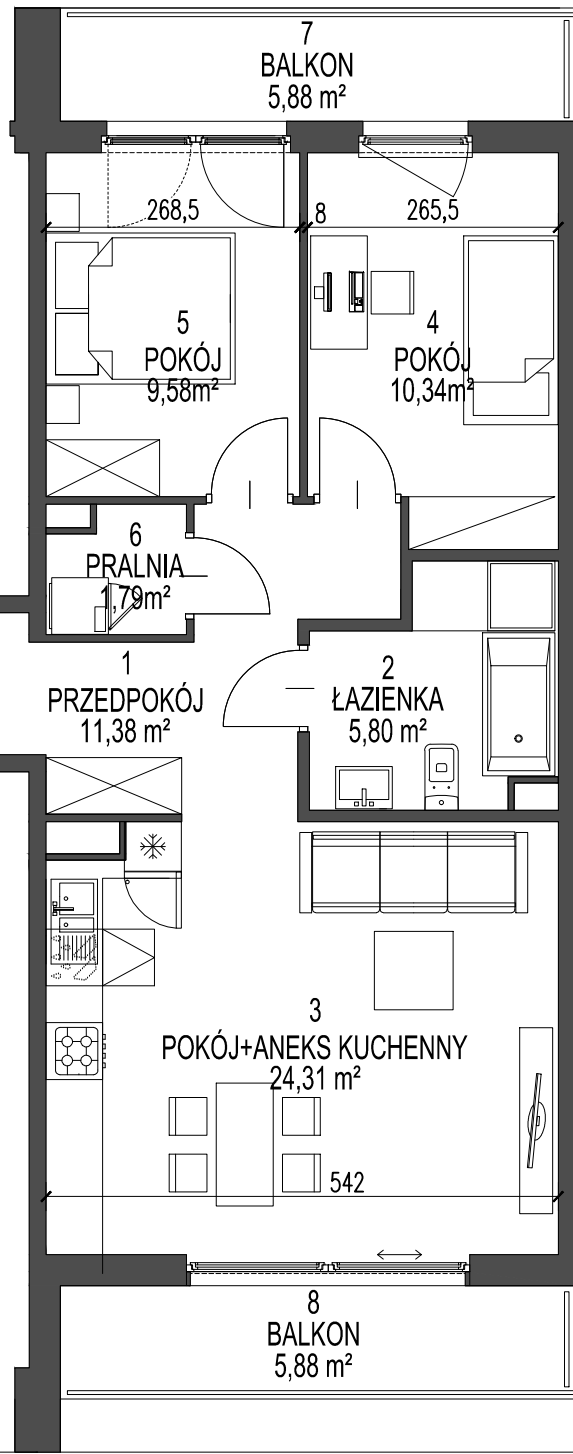 7
BALKON
5,88 m²
268,5
8
265,5
5
POKÓJ
9,58m²
4
POKÓJ
10,34m²
6
PRALNIA
1,79m²
1
PRZEDPOKÓJ
11,38 m²
2
ŁAZIENKA
5,80 m²
3
POKÓJ+ANEKS KUCHENNY
24,31 m²
542
8
BALKON
5,88 m²